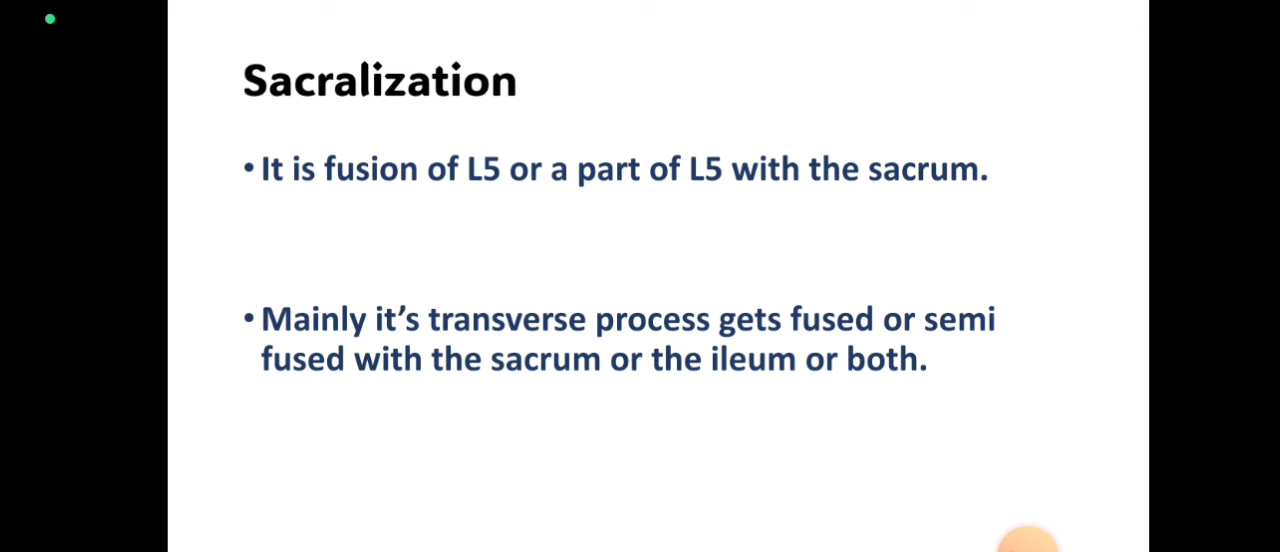 Sacralization
• It is fusion of L5 or a part of L5 with the sacrum.
• Mainly it’s transverse process gets fused or semi
fused with the sacrum or the ileum or both.